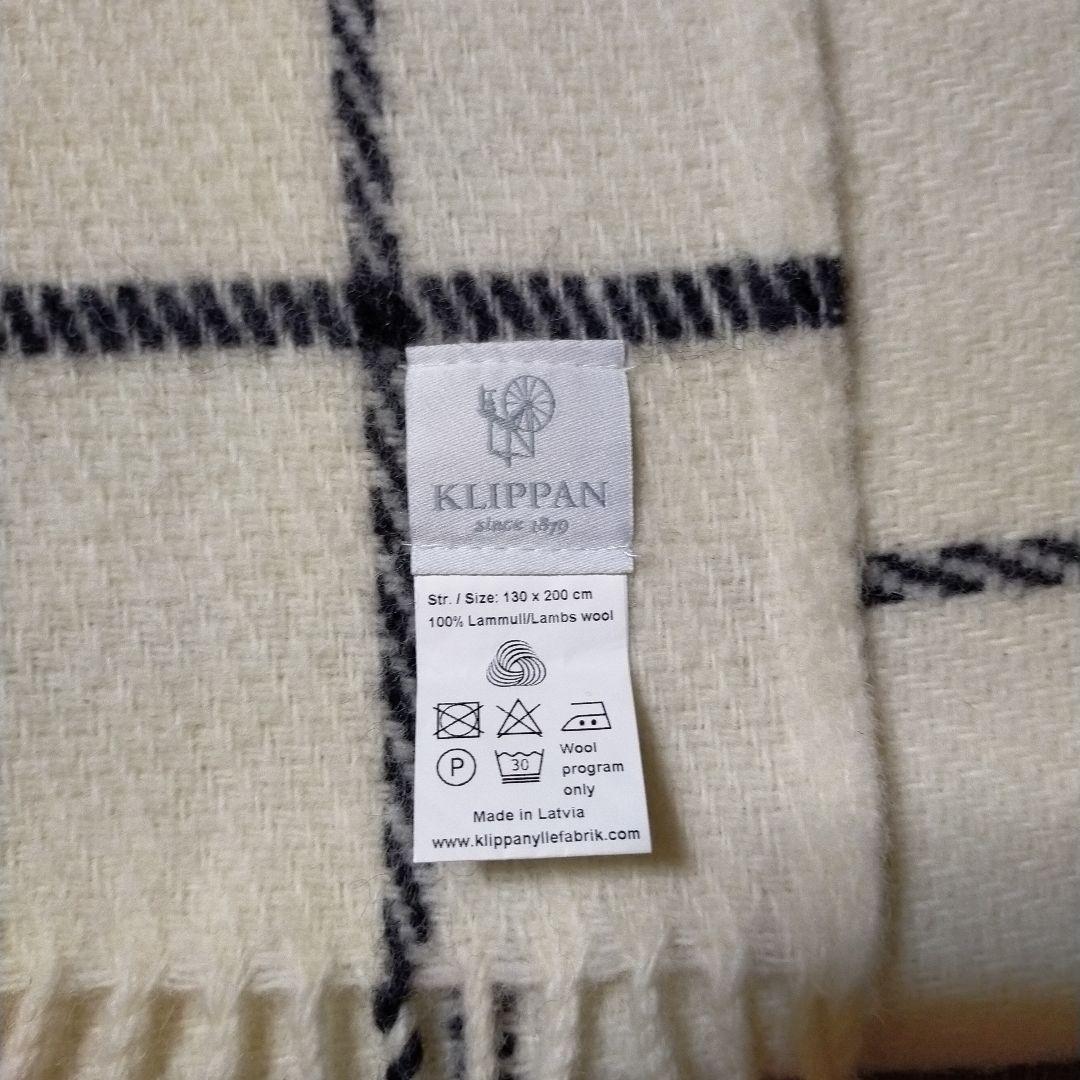 KLIPPAN
since 1879
Str. / Size: 130 x 200 cm
100% Lammull/Lambs wool
P
30
Wool
program
only
Made in Latvia
www.klippanyllefabrik.com